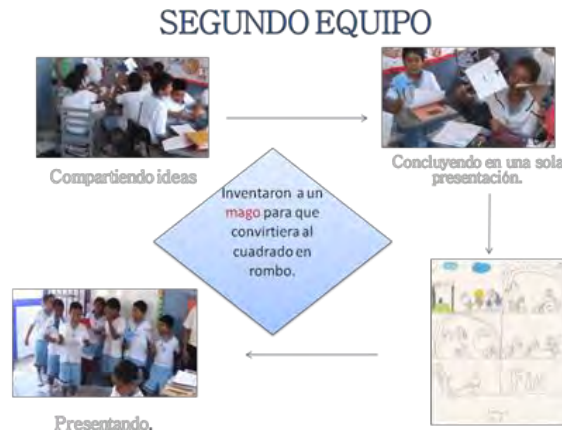 SEGUNDO EQUIPO
Compartiendo ideas
Concluyendo en una sola
presentación.
Inventaron a un
mago para que
convirtiera al
cuadrado en
rombo.
FIN
Presentando.